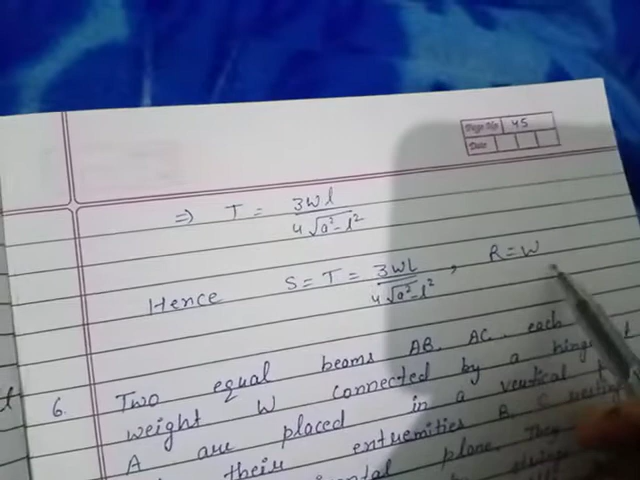 Page No. 45
Date
⇒ T = 3Wl / 4√a²-l²
Hence S = T = 3Wl / 4√a²-l² , R = W
6. Two equal beams AB, AC, each
weight W connected by a hinge
A are placed in a vertical
their extremities B, C resting
plane. They